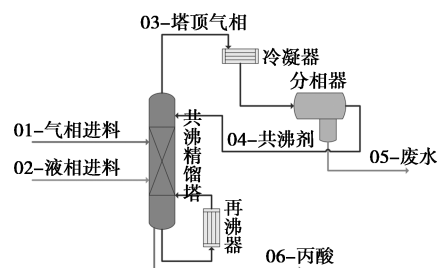 03-塔顶气相
冷凝器
分相器
01-气相进料
共沸精馏塔
04-共沸剂
02-液相进料
05-废水
再沸器
06-丙酸